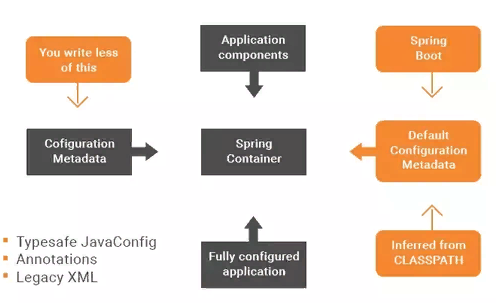 You write less
of this
Application
components
Spring
Boot
Cofiguration
Metadata
Spring
Container
Default
Configuration
Metadata
Typesafe JavaConfig
Annotations
Legacy XML
Fully configured
application
Inferred from
CLASSPATH